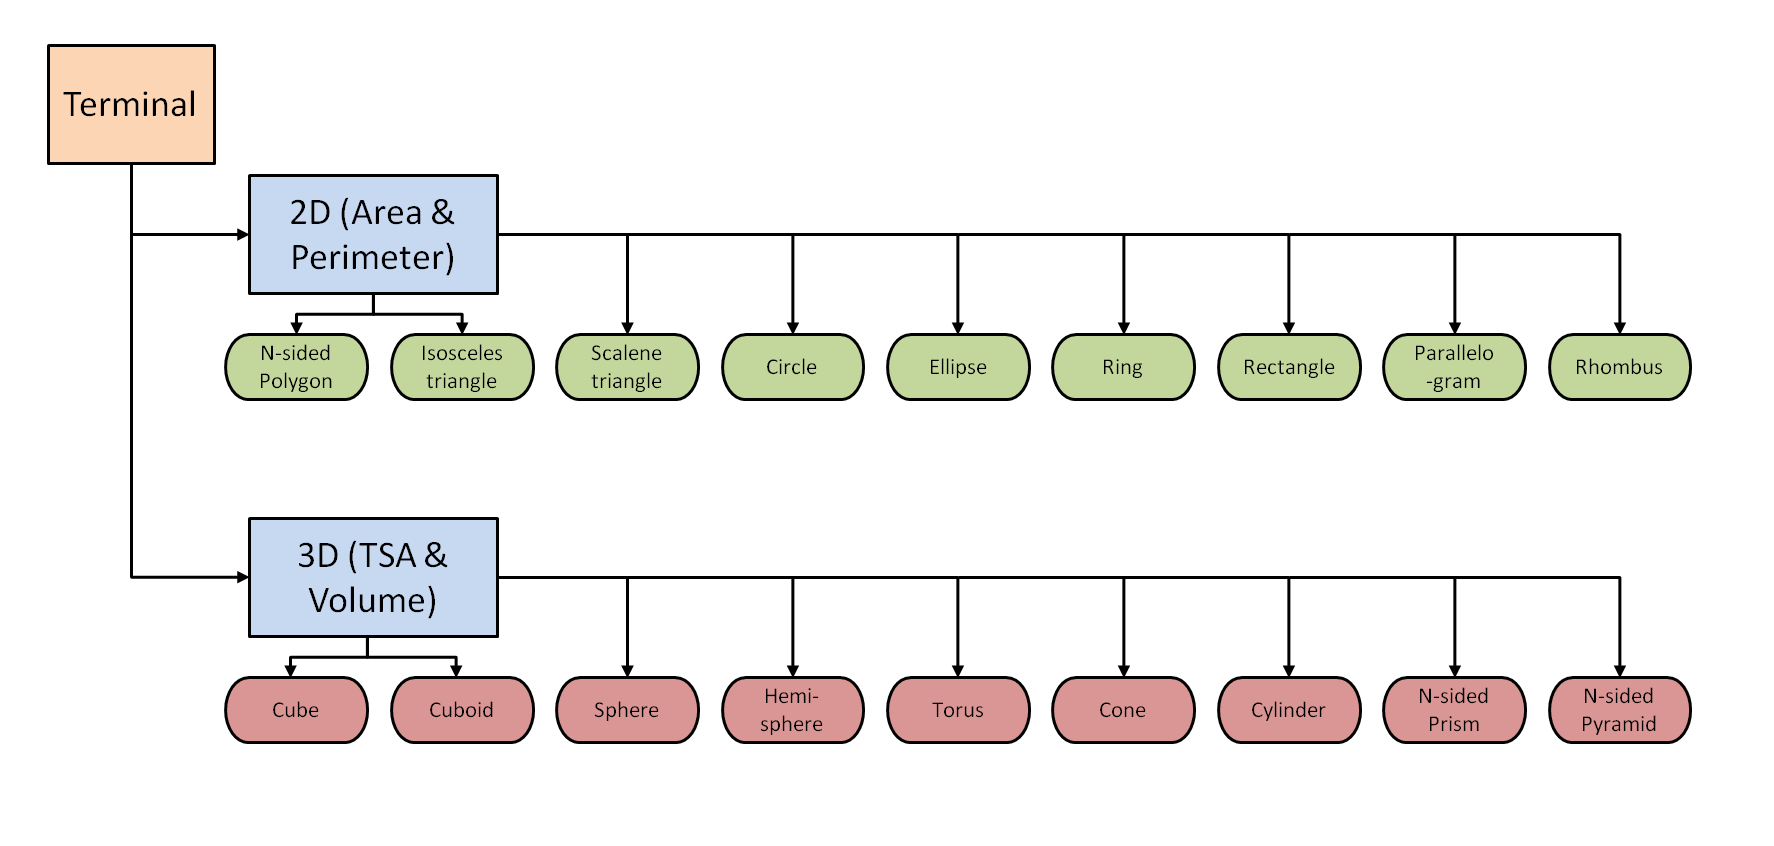 Terminal
2D (Area &
Perimeter)
N-sided
Polygon
Isosceles
triangle
Scalene
triangle
Circle
Ellipse
Ring
Rectangle
Parallelo
-gram
Rhombus
3D (TSA &
Volume)
Cube
Cuboid
Sphere
Hemi-
sphere
Torus
Cone
Cylinder
N-sided
Prism
N-sided
Pyramid